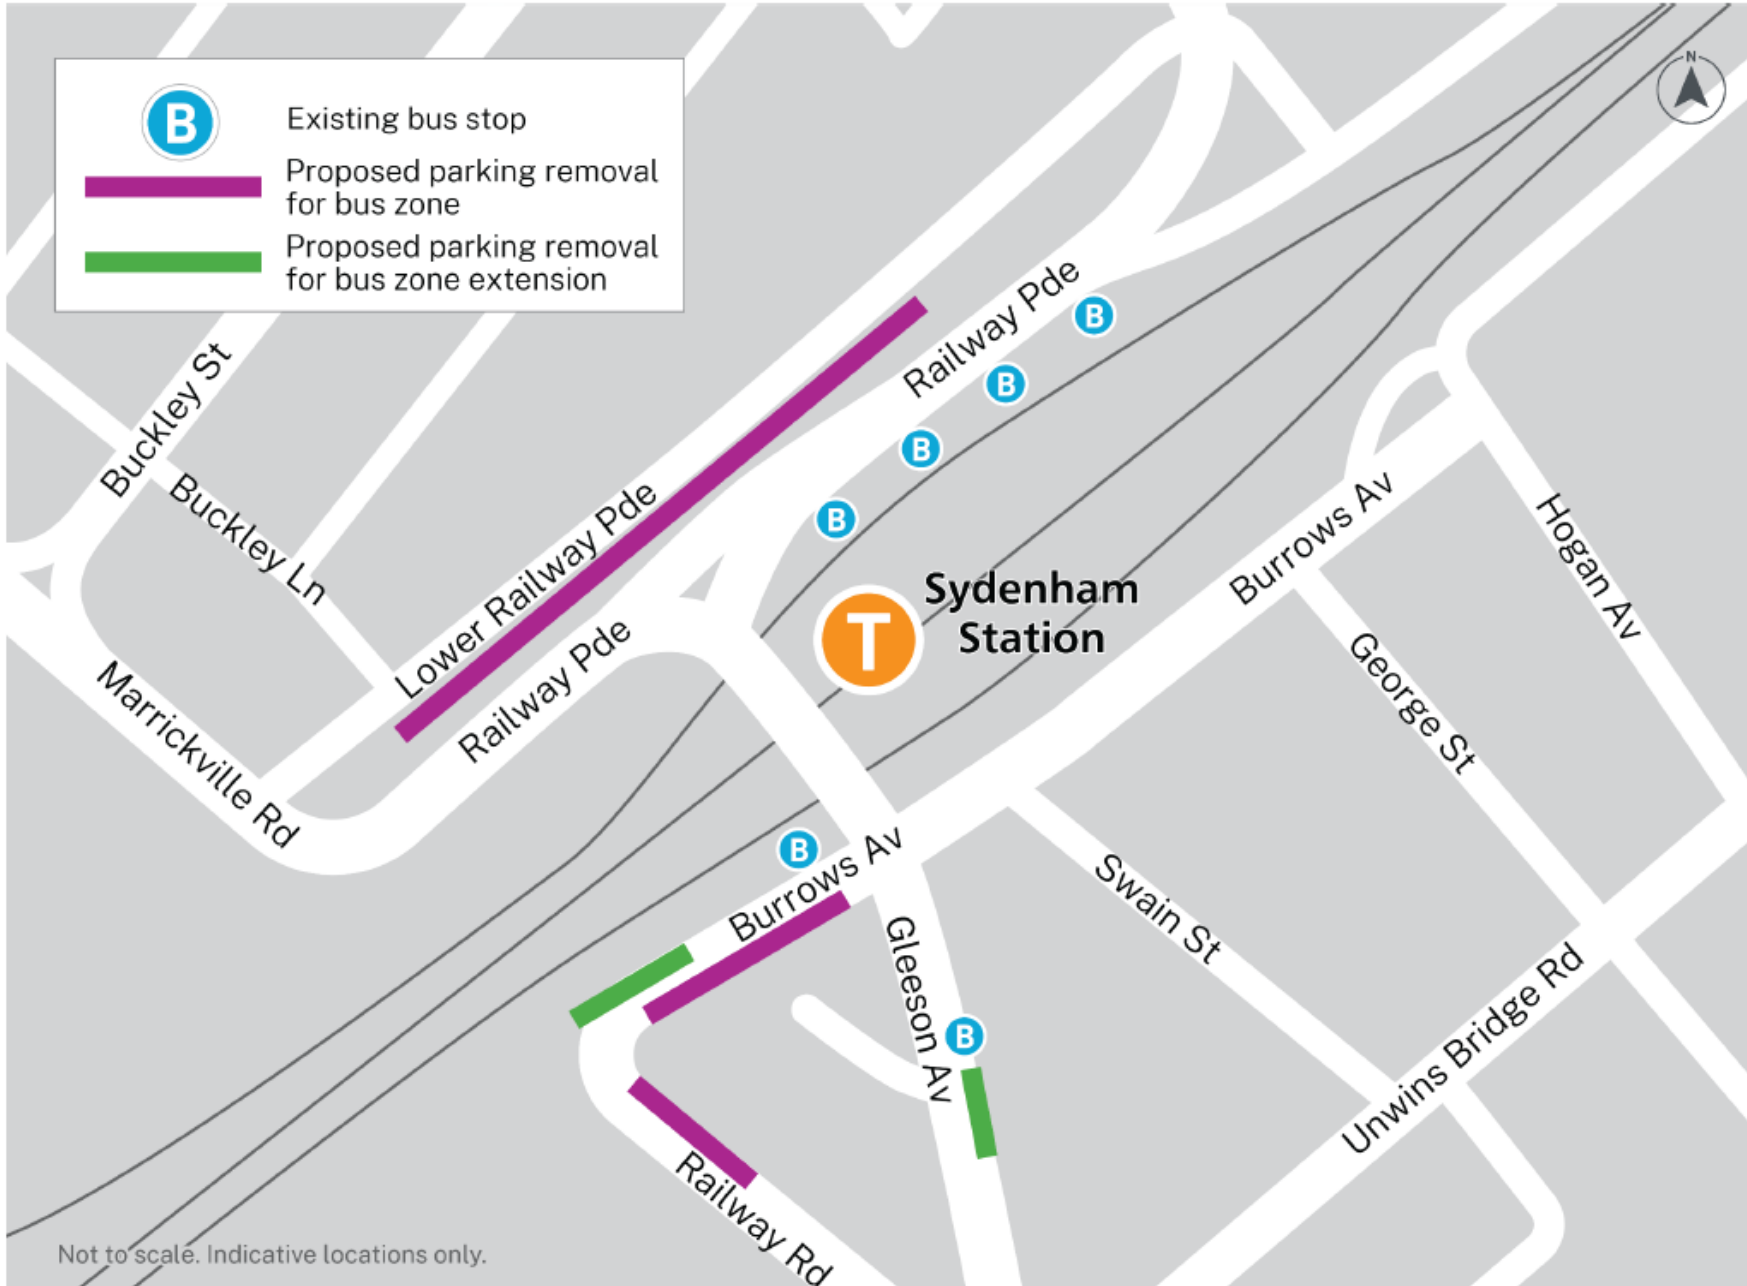 B
Existing bus stop
Proposed parking removal
for bus zone
Proposed parking removal
for bus zone extension
N
Railway Pde
B
B
B
B
Buckley St
Buckley Ln
Lower Railway Pde
Railway Pde
Marrickville Rd
T
Sydenham
Station
Burrows Av
Hogan Av
George St
B
Burrows Av
Swain St
Gleeson Av
B
Unwins Bridge Rd
Railway Rd
Not to scale. Indicative locations only.